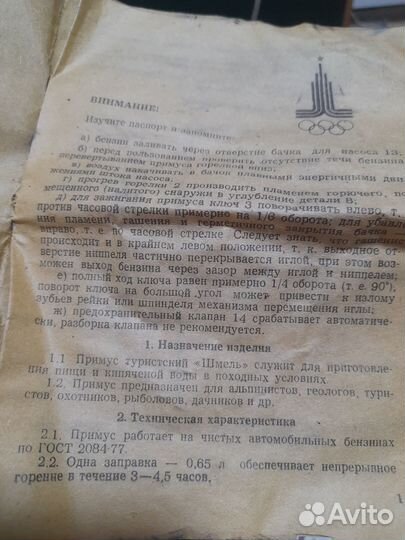 ВНИМАНИЕ:
Изучите паспорт и запомните:
а) бензин заливать через отверстие бачка для насоса 13;
б) перед пользованием проверить отсутствие течи бензина
перевертыванием примуса горелкой вниз;
в) воздух накачивать в бачок плавными энергичными дви-
жениями штока насоса;
г) прогрев горелки 2 производить пламенем горючего, по-
мещенного (налитого) снаружи в углубление детали 8;
д) для зажигания примуса ключ 3 поворачивать влево, т.
против часовой стрелки примерно на 1/6 оборота; для убавле
ния пламени, гашения и герметичного закрытия бачка
вправо, т. е. по часовой стрелке. Следует знать, что гашение
происходит и в крайнем левом положении, т. к. выходное от-
верстие ниппеля частично перекрывается иглой, при этом воз-
можен выход бензина через зазор между иглой и ниппелем;
е) полный ход ключа равен примерно 1/4 оборота (т. е. 90°),
поворот ключа на больший угол может привести к излому
зубьев рейки или шпинделя механизма перемещения иглы;
ж) предохранительный клапан 14 срабатывает автоматиче-
ски, разборка клапана не рекомендуется.
1. Назначение изделия
1.1 Примус туристский «Шмель» служит для приготовле-
ния пищи и кипячения воды в походных условиях.
1.2. Примус предназначен для альпинистов, геологов, тури-
стов, охотников, рыболовов, дачников и др.
2. Техническая характеристика
2.1. Примус работает на чистых автомобильных бензинах
по ГОСТ 2084-77.
2.2. Одна заправка — 0,65 л обеспечивает непрерывное
горение в течение 3—4,5 часов.
1
Avito